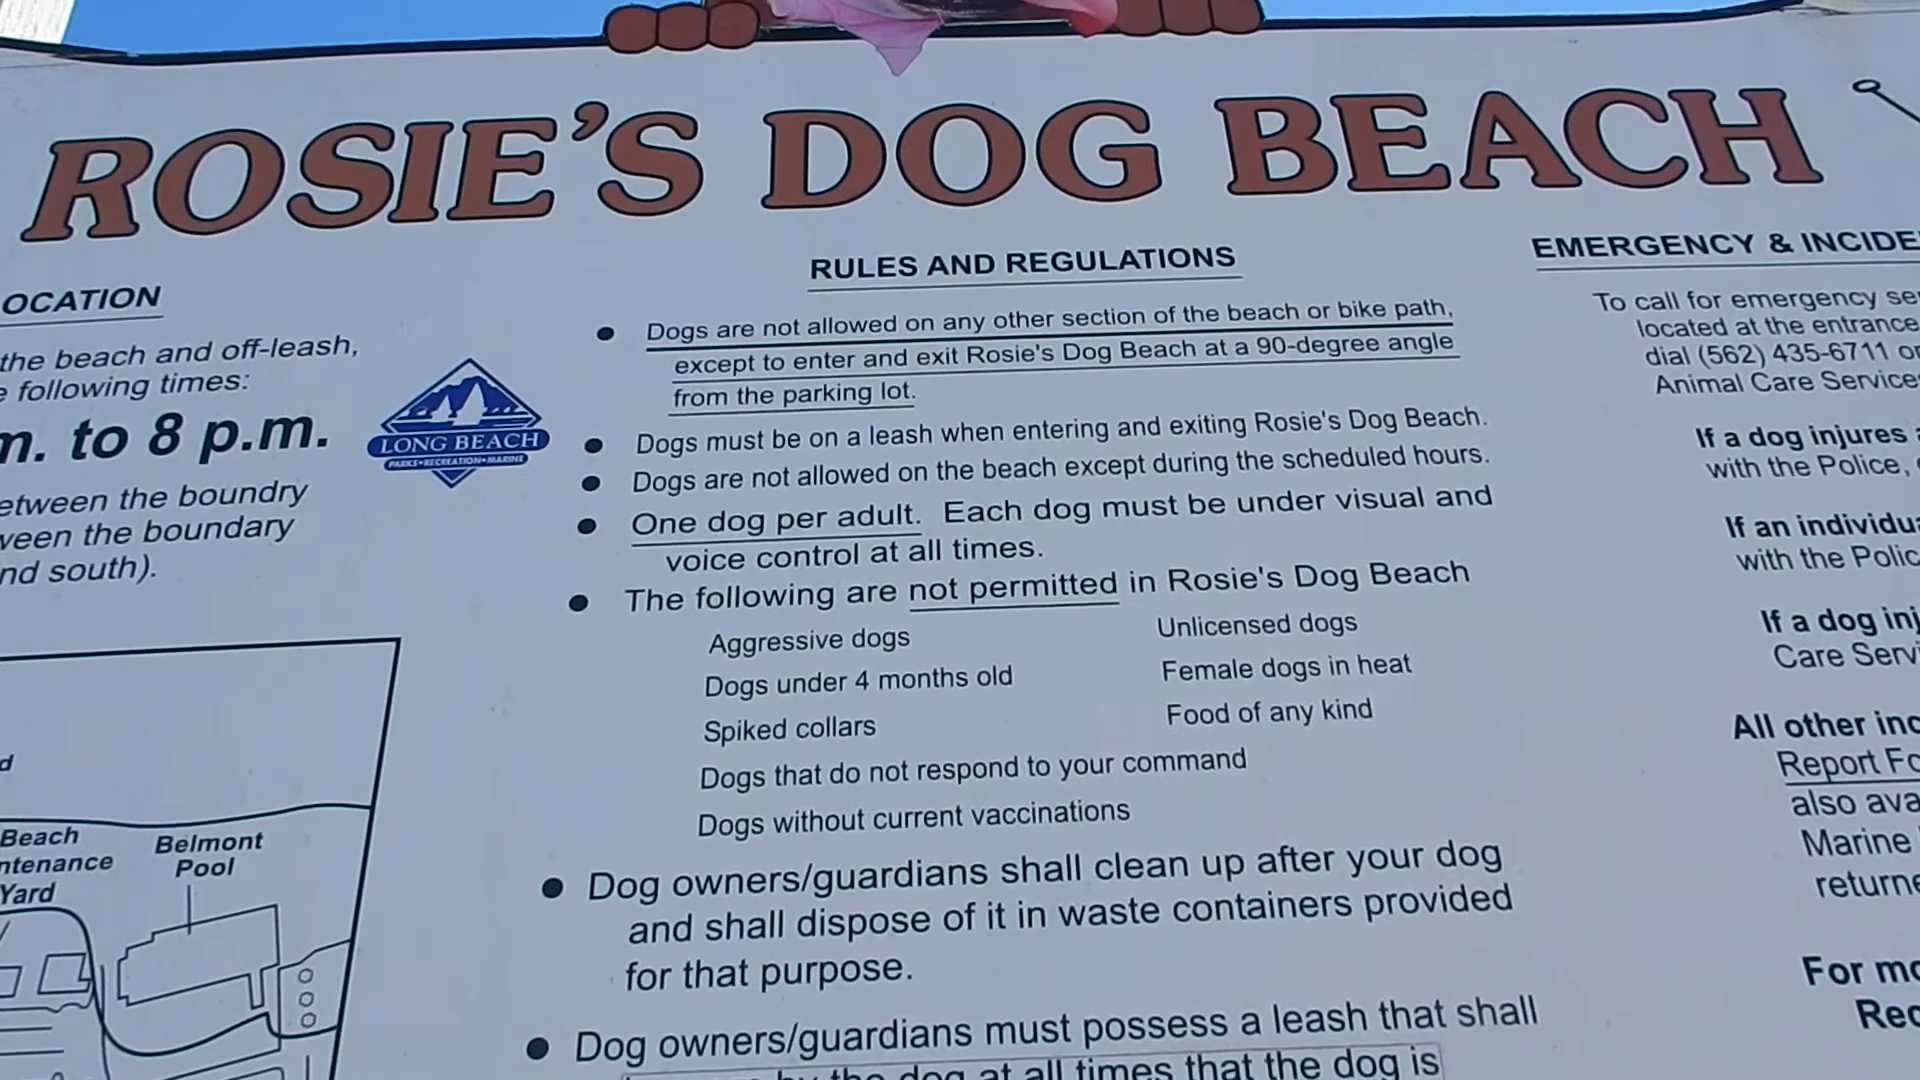 ROSIE'S DOG BEACH
OCATION
the beach and off-leash,
following times:
m. to 8 p.m.
between the boundry
the boundary
south).
LONG BEACH
PARKS•RECREATION•MARINE
RULES AND REGULATIONS
Dogs are not allowed on any other section of the beach or bike path,
except to enter and exit Rosie's Dog Beach at a 90-degree angle
from the parking lot.
Dogs must be on a leash when entering and exiting Rosie's Dog Beach.
Dogs are not allowed on the beach except during the scheduled hours.
One dog per adult. Each dog must be under visual and
voice control at all times.
The following are not permitted in Rosie's Dog Beach
Aggressive dogs
Unlicensed dogs
Dogs under 4 months old
Female dogs in heat
Spiked collars
Food of any kind
Dogs that do not respond to your command
Dogs without current vaccinations
Dog owners/guardians shall clean up after your dog
and shall dispose of it in waste containers provided
for that purpose.
Dog owners/guardians must possess a leash that shall
the dog at all times that the dog is
EMERGENCY & INCIDE
To call for emergency se
located at the entrance
dial (562) 435-6711 or
Animal Care Service
If a dog injures a
with the Police,
If an individua
with the Polic
If a dog inj
Care Servi
All other inc
Report Fo
also ava
Marine
returne
For mo
Rec
Beach
ntenance
Yard
Belmont
Pool